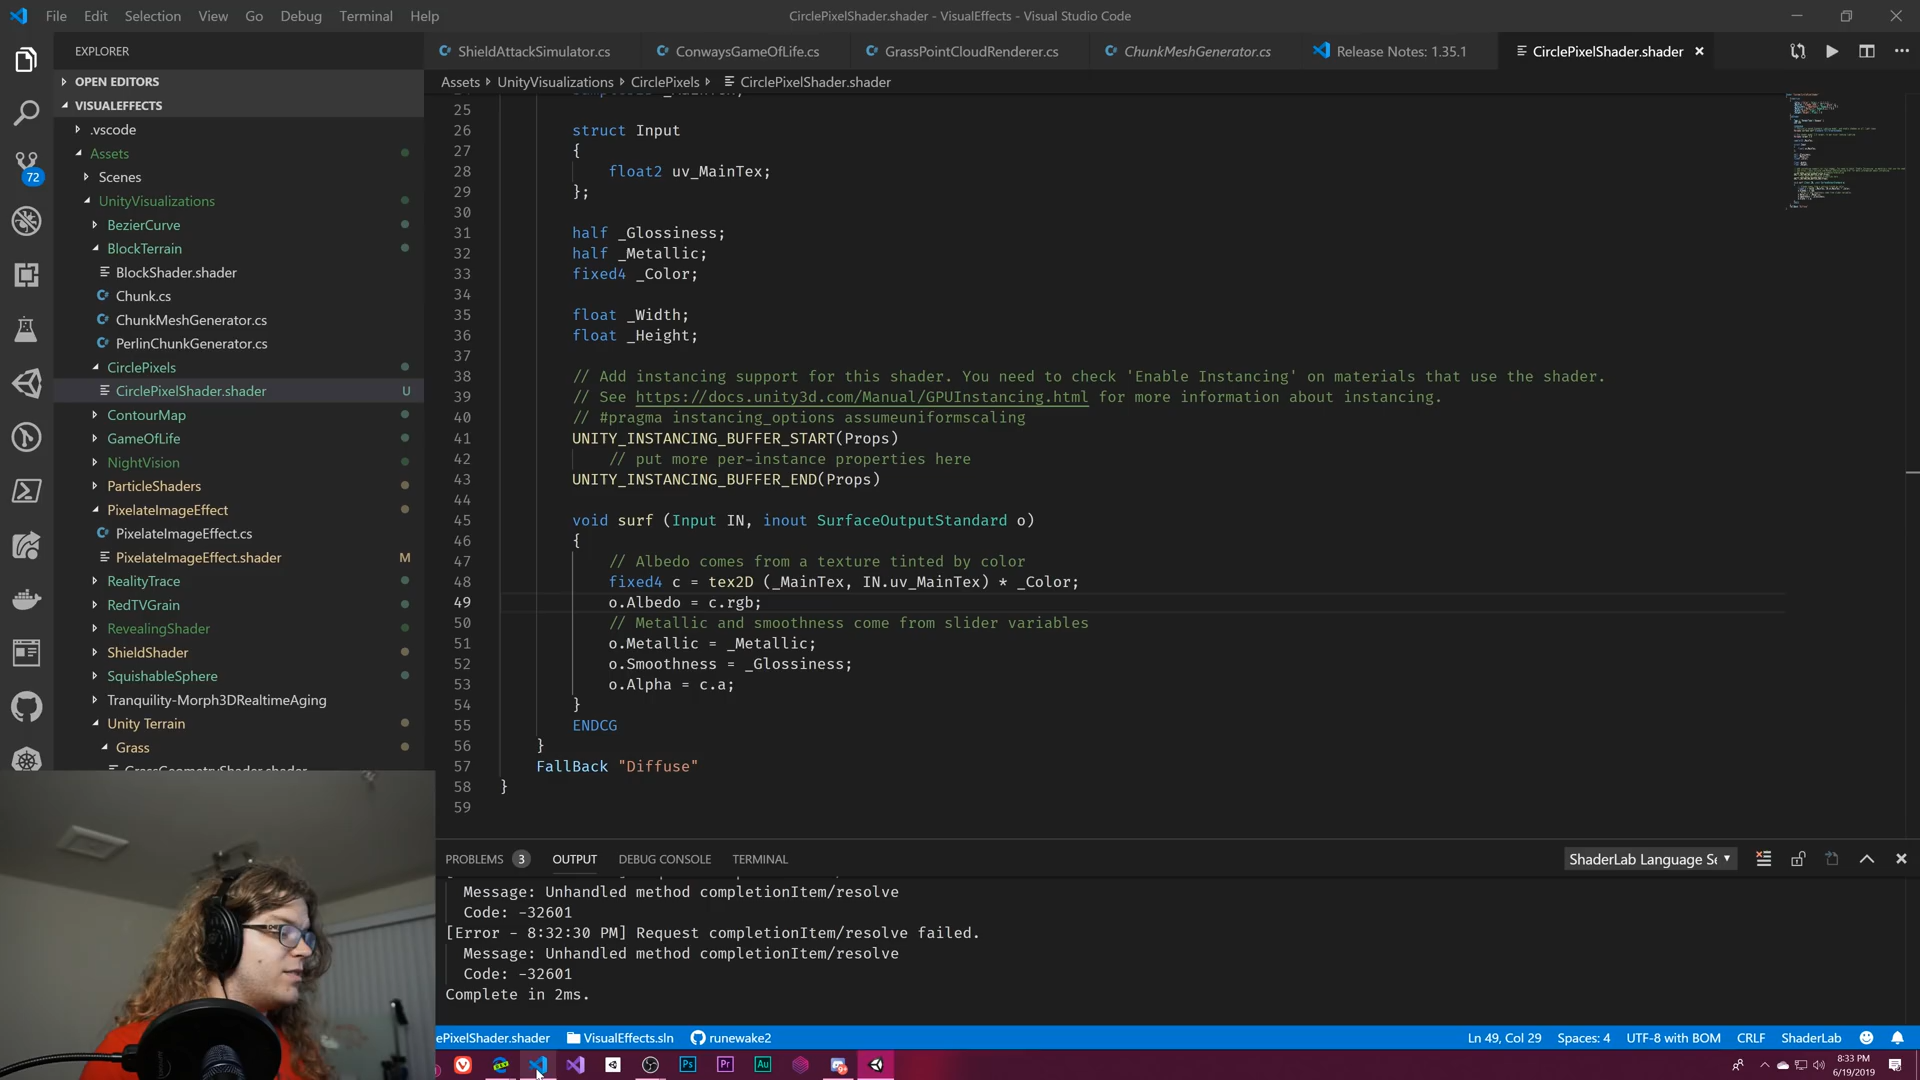 File Edit Selection View Go Debug Terminal Help
CirclePixelShader.shader - VisualEffects - Visual Studio Code
EXPLORER
OPEN EDITORS
VISUALEFFECTS
.vscode
Assets
Scenes
UnityVisualizations
BezierCurve
BlockTerrain
BlockShader.shader
Chunk.cs
ChunkMeshGenerator.cs
PerlinChunkGenerator.cs
CirclePixels
CirclePixelShader.shader U
ContourMap
GameOfLife
NightVision
ParticleShaders
PixelateImageEffect
PixelateImageEffect.cs
PixelateImageEffect.shader M
RealityTrace
RedTVGrain
RevealingShader
ShieldShader
SquishableSphere
Tranquility-Morph3DRealtimeAging
Unity Terrain
Grass
GrassGeometryShader.shader
72
ShieldAttackSimulator.cs ConwaysGameOfLife.cs GrassPointCloudRenderer.cs ChunkMeshGenerator.cs Release Notes: 1.35.1 CirclePixelShader.shader
Assets UnityVisualizations CirclePixels CirclePixelShader.shader
25
26 struct Input
27 {
28 float2 uv_MainTex;
29 };
30
31 half _Glossiness;
32 half _Metallic;
33 fixed4 _Color;
34
35 float _Width;
36 float _Height;
37
38 // Add instancing support for this shader. You need to check 'Enable Instancing' on materials that use the shader.
39 // See https://docs.unity3d.com/Manual/GPUInstancing.html for more information about instancing.
40 // #pragma instancing_options assumeuniformscaling
41 UNITY_INSTANCING_BUFFER_START(Props)
42 // put more per-instance properties here
43 UNITY_INSTANCING_BUFFER_END(Props)
44
45 void surf (Input IN, inout SurfaceOutputStandard o)
46 {
47 // Albedo comes from a texture tinted by color
48 fixed4 c = tex2D (_MainTex, IN.uv_MainTex) * _Color;
49 o.Albedo = c.rgb;
50 // Metallic and smoothness come from slider variables
51 o.Metallic = _Metallic;
52 o.Smoothness = _Glossiness;
53 o.Alpha = c.a;
54 }
55 ENDCG
56 }
57 FallBack "Diffuse"
58 }
59
PROBLEMS 3 OUTPUT DEBUG CONSOLE TERMINAL ShaderLab Language Se
Message: Unhandled method completionItem/resolve
Code: -32601
[Error - 8:32:30 PM] Request completionItem/resolve failed.
Message: Unhandled method completionItem/resolve
Code: -32601
Complete in 2ms.
ePixelShader.shader VisualEffects.sln runewake2 Ln 49, Col 29 Spaces: 4 UTF-8 with BOM CRLF ShaderLab
Ps Pr Au
8:33 PM
6/19/2019